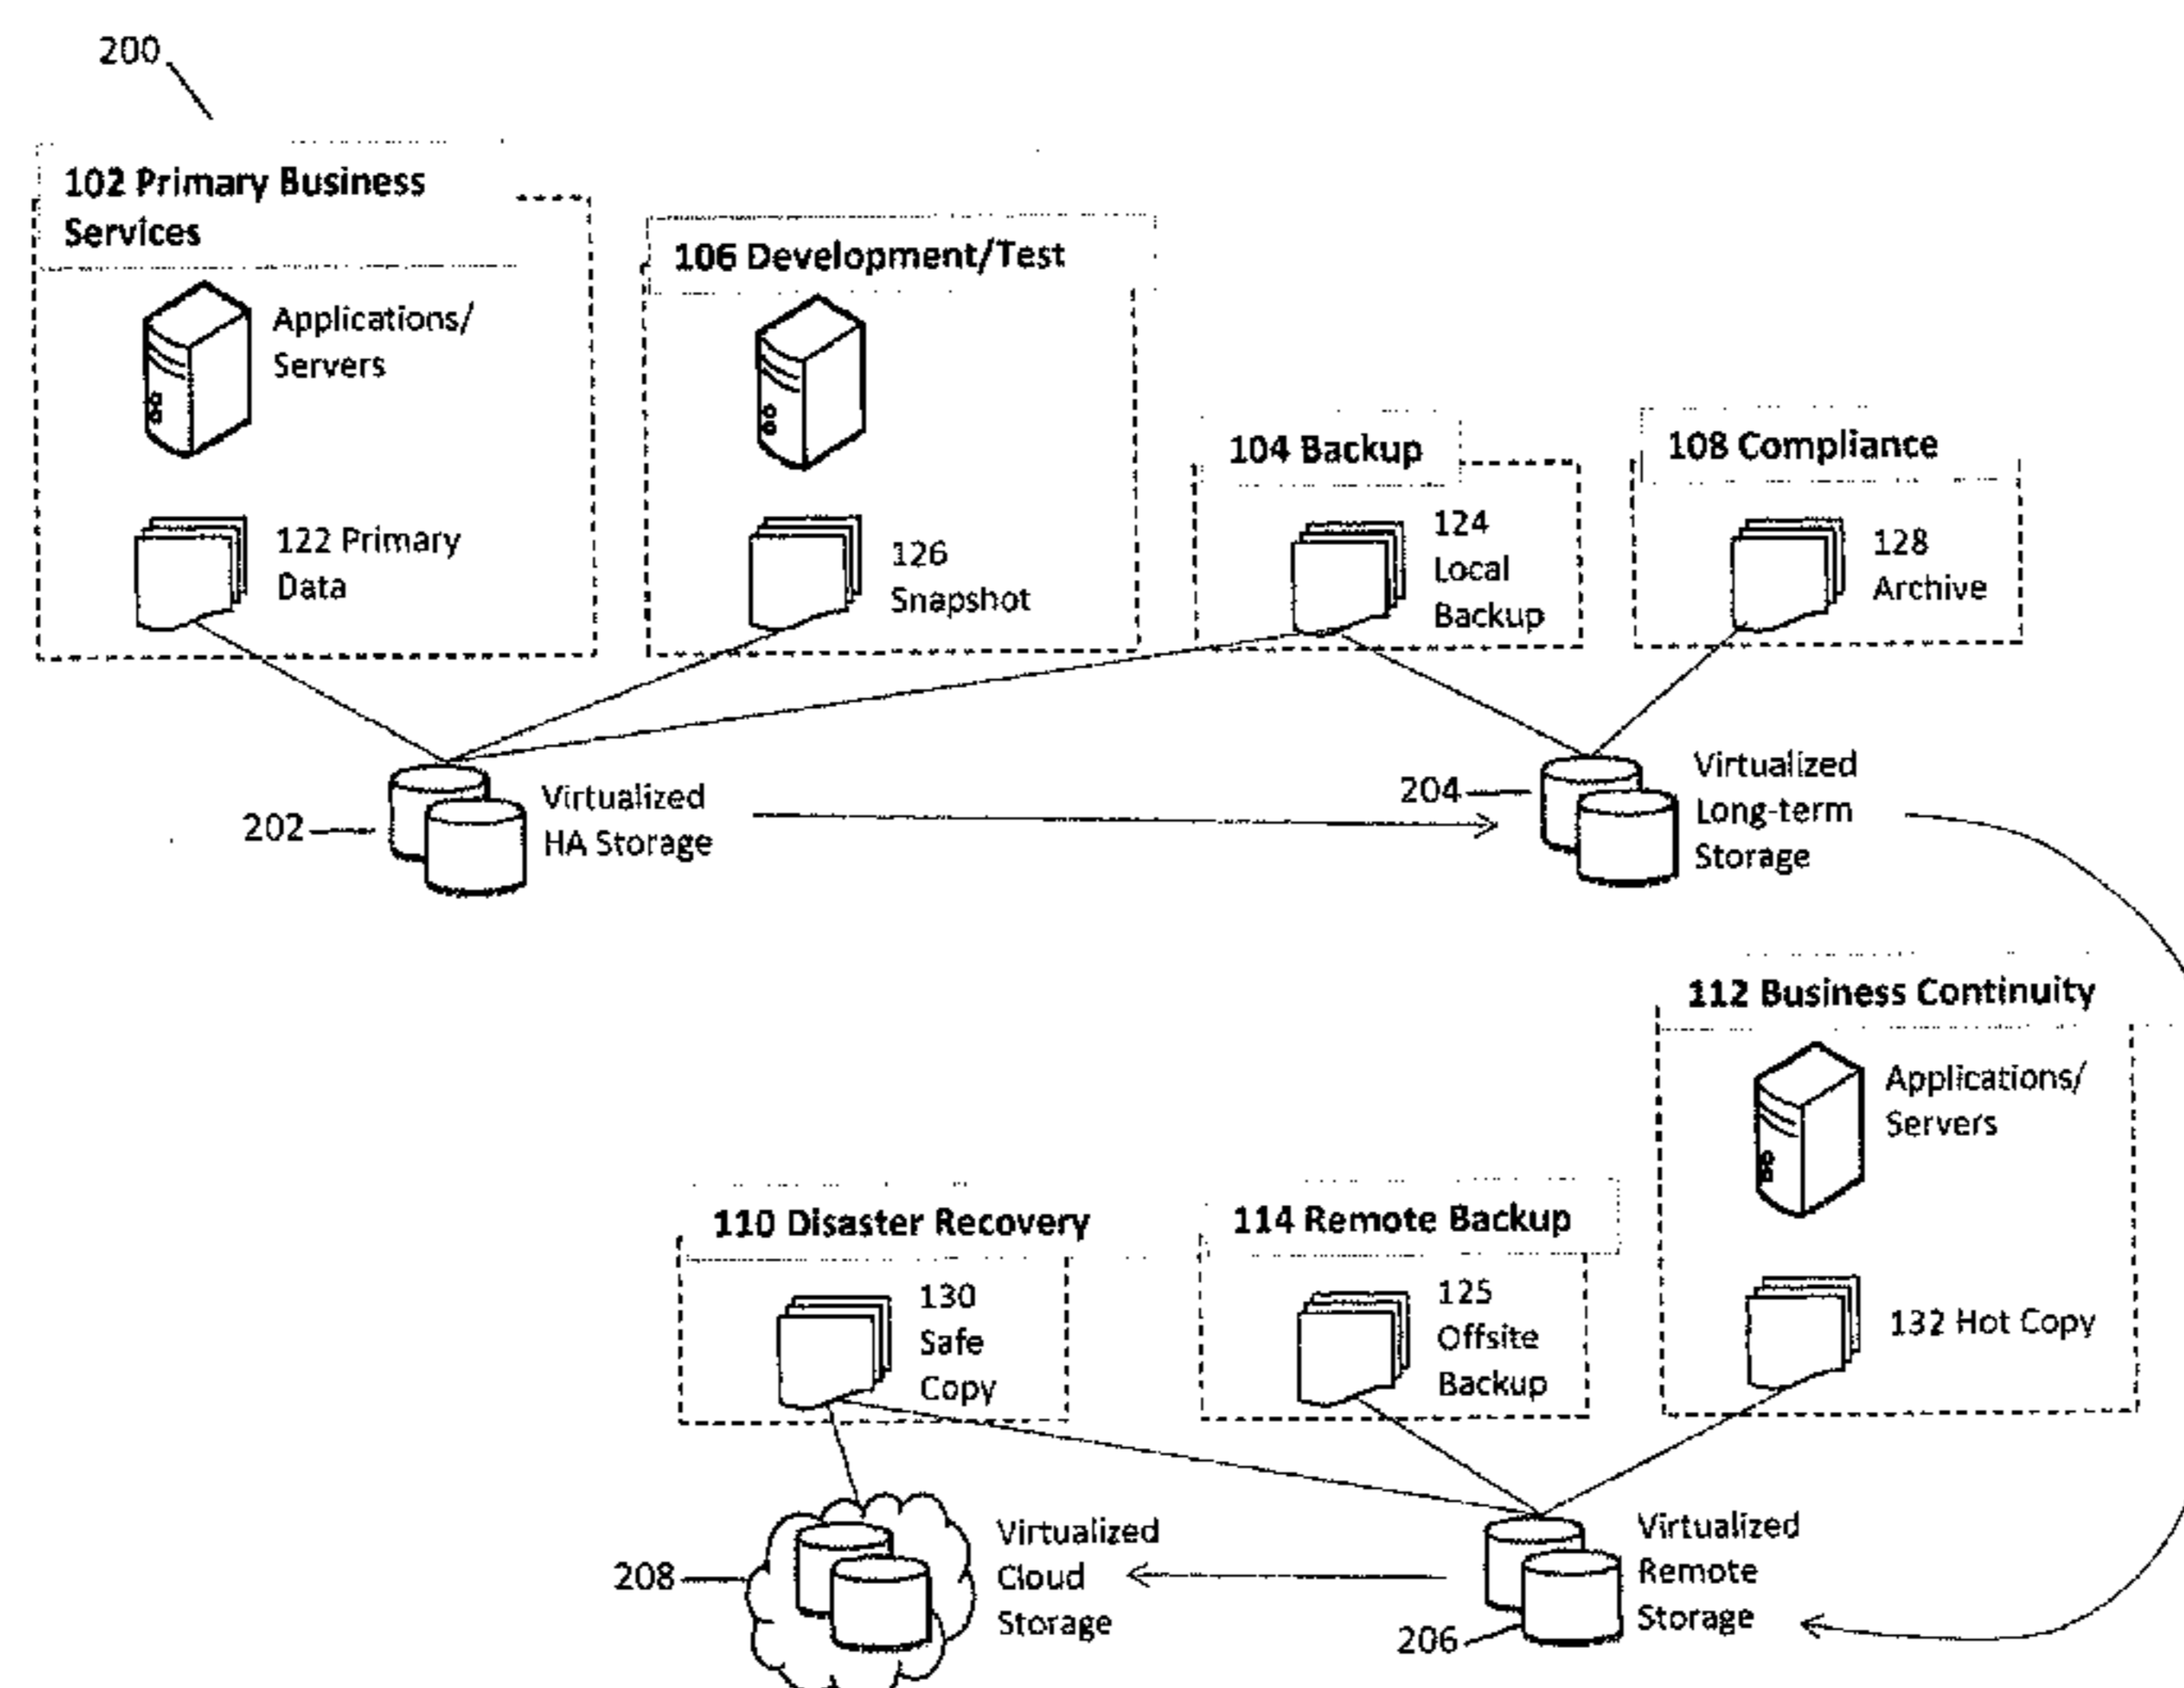 200
102 Primary Business
Services
Applications/
Servers
122 Primary
Data
106 Development/Test
126
Snapshot
104 Backup
124
Local
Backup
108 Compliance
128
Archive
202
Virtualized
HA Storage
204
Virtualized
Long-term
Storage
112 Business Continuity
Applications/
Servers
132 Hot Copy
110 Disaster Recovery
130
Safe
Copy
114 Remote Backup
125
Offsite
Backup
208
Virtualized
Cloud
Storage
206
Virtualized
Remote
Storage